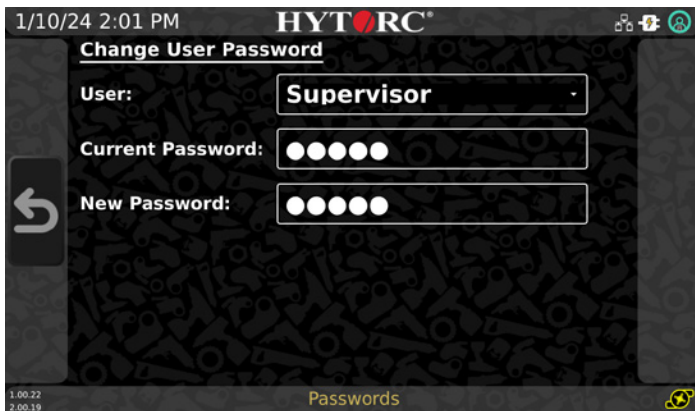 1/10/24 2:01 PM HYTORC®
Change User Password
User: Supervisor
Current Password: ●●●●●
New Password: ●●●●●
1.00.22
2.00.19
Passwords